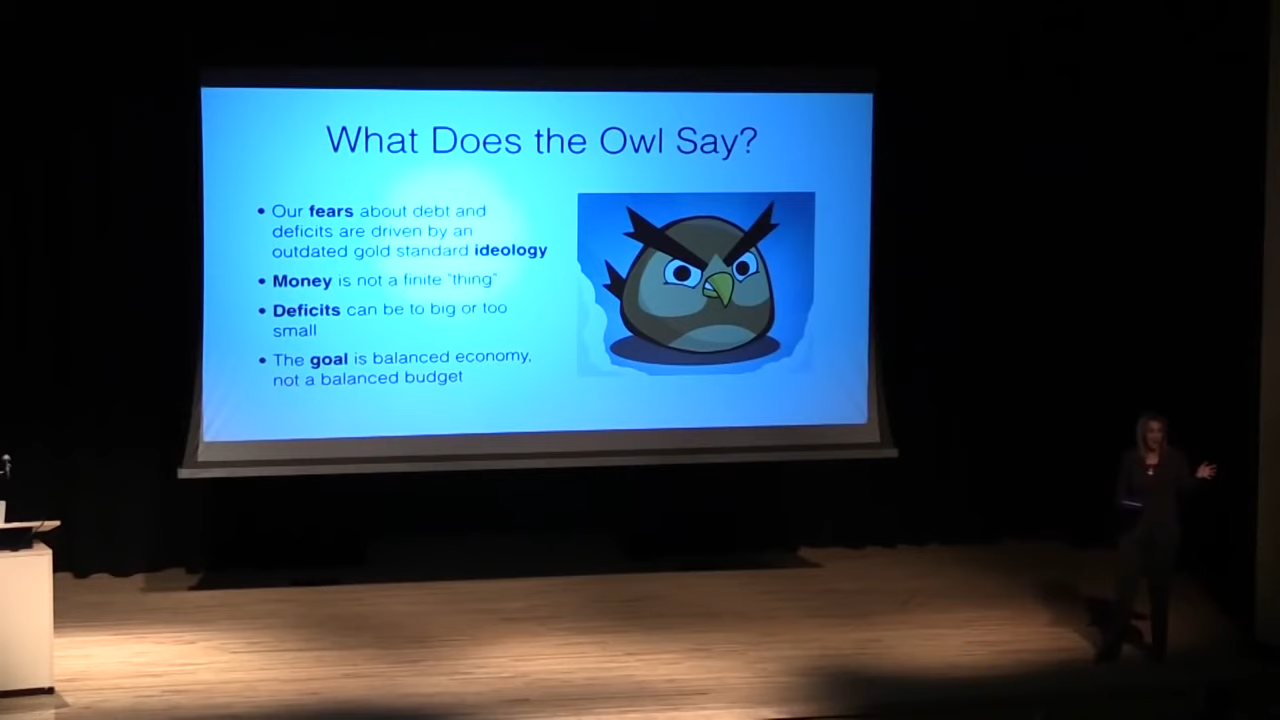 What Does the Owl Say?
• Our fears about debt and
deficits are driven by an
outdated gold standard ideology
• Money is not a finite "thing"
• Deficits can be to big or too
small
• The goal is balanced economy,
not a balanced budget